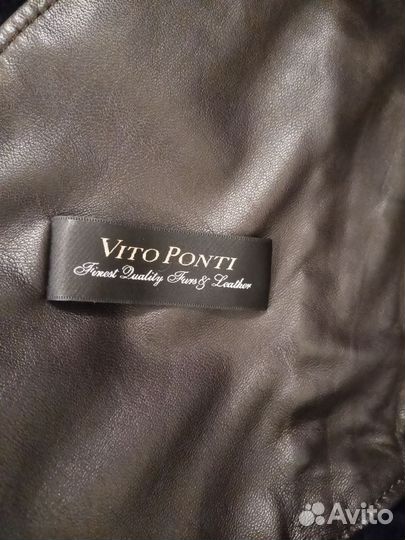 VITO PONTI
Finest Quality Furs & Leather
Avito